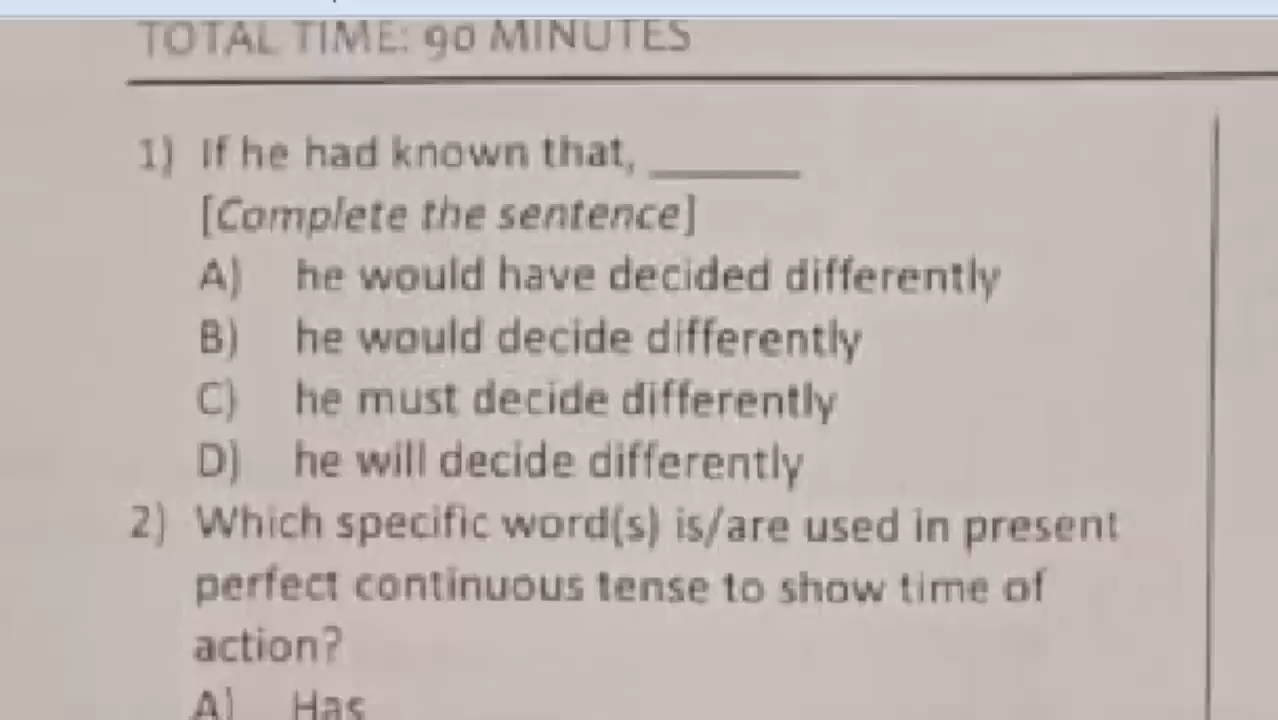 TOTAL TIME: 90 MINUTES
1) If he had known that, ______
[Complete the sentence]
A) he would have decided differently
B) he would decide differently
C) he must decide differently
D) he will decide differently
2) Which specific word(s) is/are used in present
perfect continuous tense to show time of
action?
A) Has